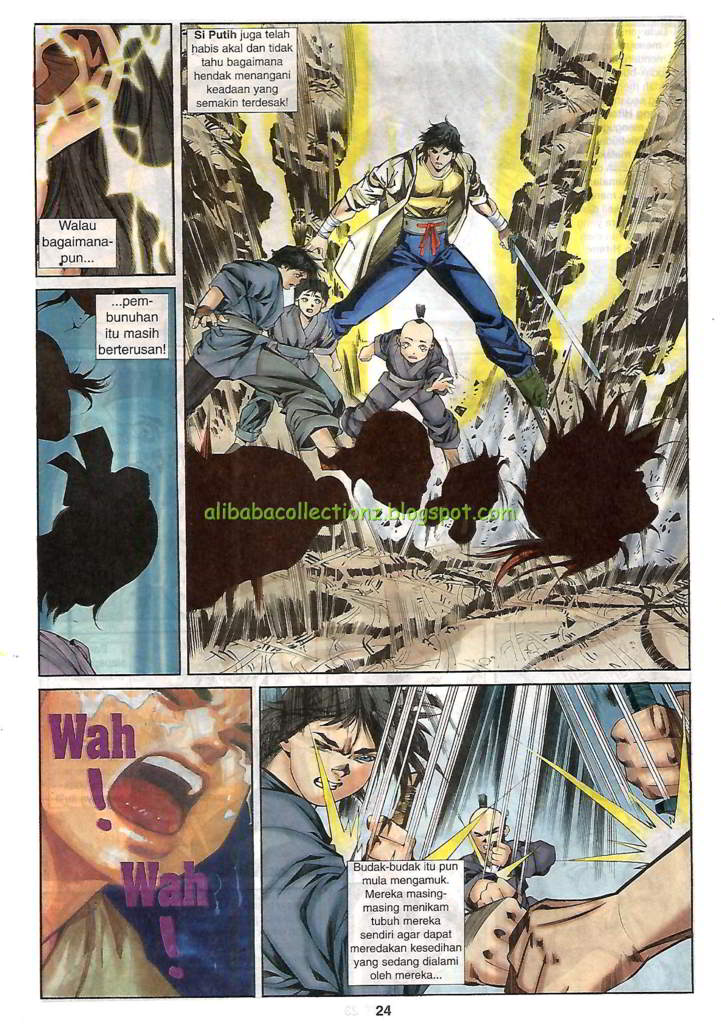 Walau
bagaimana-
pun...
...pem-
bunuhan
itu masih
berterusan!
Si Putih juga telah
habis akal dan tidak
tahu bagaimana
hendak menangani
keadaan yang
semakin terdesak!
alibabacollectionz.blogspot.com
Wah
!
Wah
!
Budak-budak itu pun
mula mengamuk.
Mereka masing-
masing menikam
tubuh mereka
sendiri agar dapat
meredakan kesedihan
yang sedang dialami
oleh mereka...
24